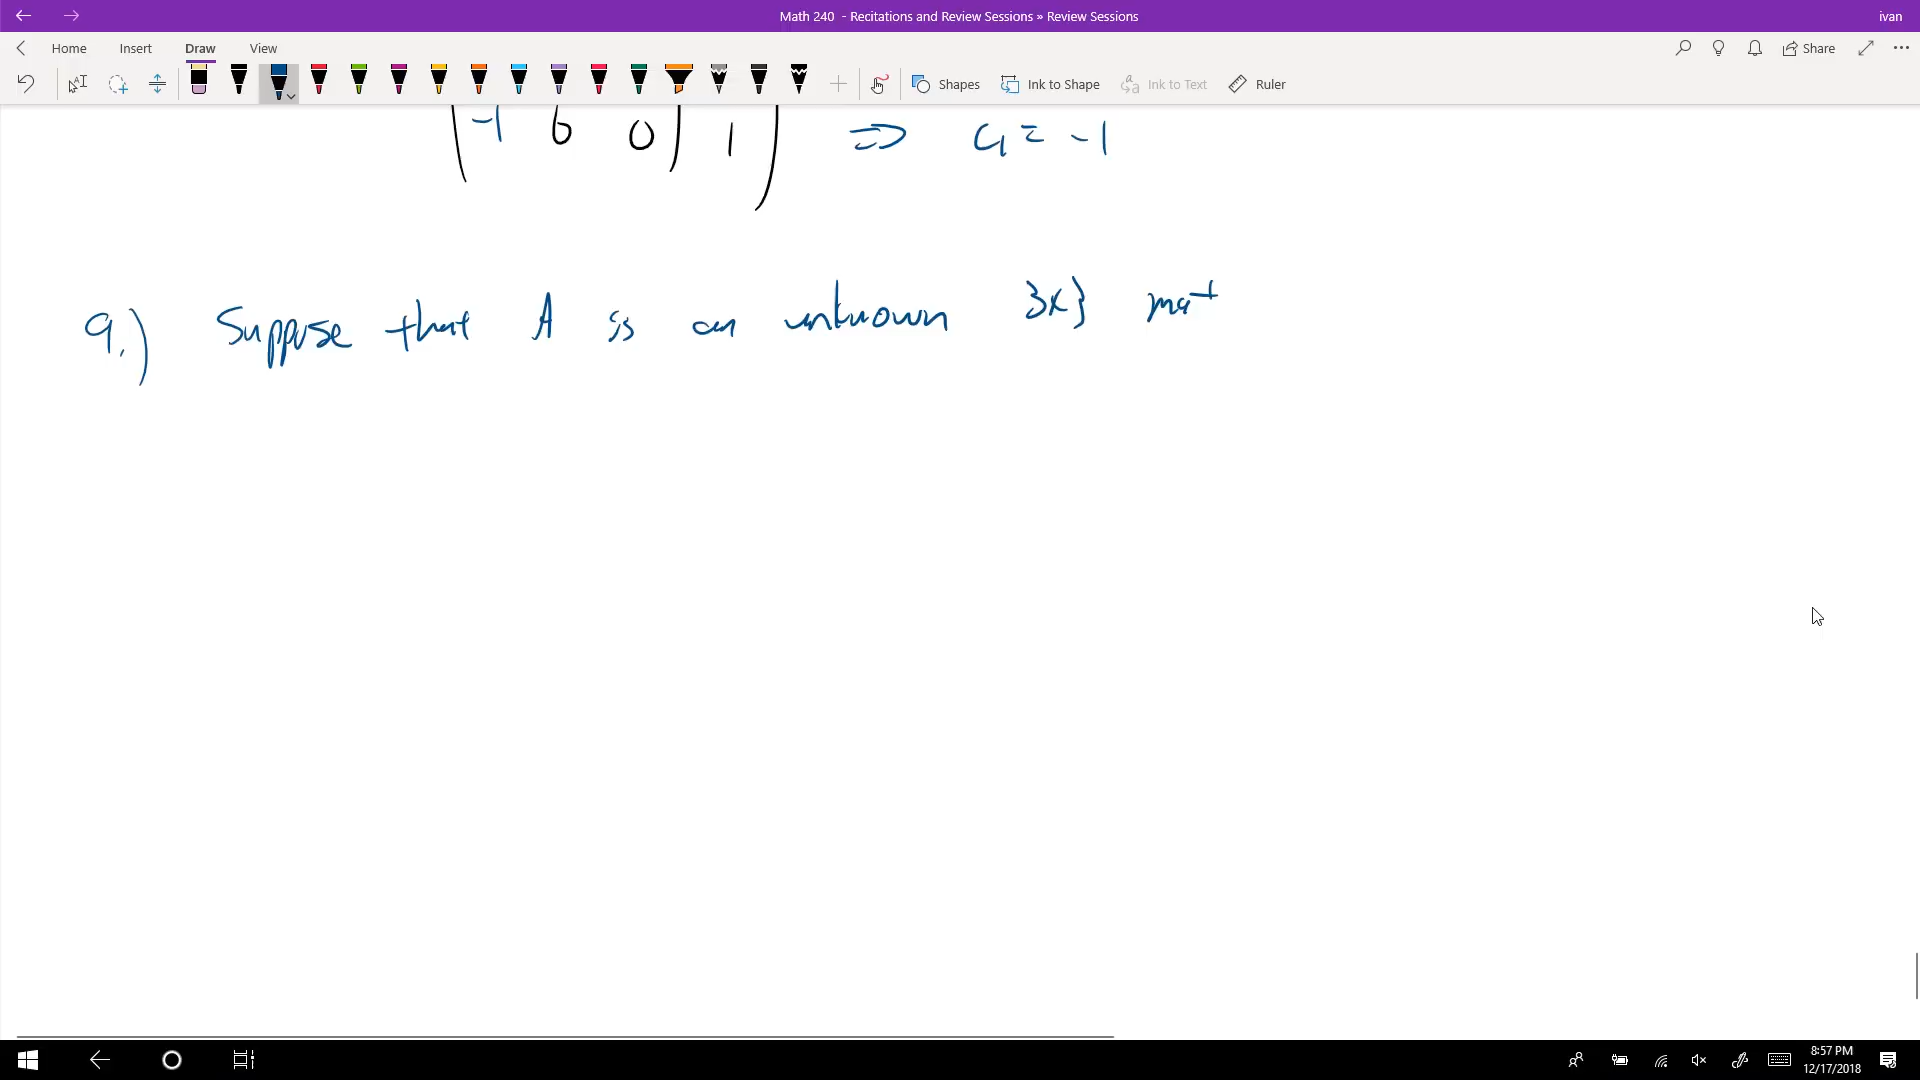 Math 240 - Recitations and Review Sessions » Review Sessions
ivan
Home Insert Draw View
Share
Shapes Ink to Shape Ink to Text Ruler
-1 6 0 1 ⇒ a = -1
9.) Suppose that A is an unknown 3x3 mat
8:57 PM
12/17/2018